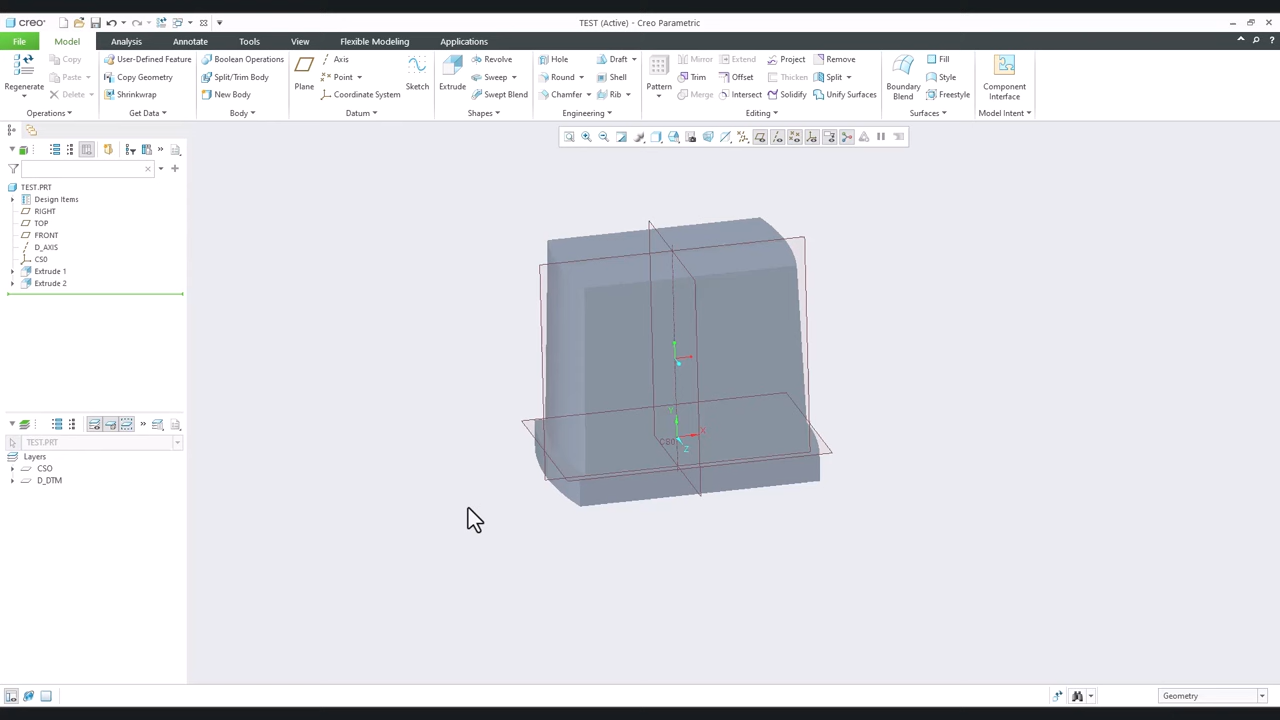 creo
TEST (Active) - Creo Parametric
File Model Analysis Annotate Tools View Flexible Modeling Applications
Regenerate
Copy
Paste
Delete
Operations
User-Defined Feature
Copy Geometry
Shrinkwrap
Get Data
Boolean Operations
Split/Trim Body
New Body
Body
Plane
Axis
Point
Coordinate System
Sketch
Datum
Extrude
Revolve
Sweep
Swept Blend
Shapes
Hole
Round
Chamfer
Draft
Shell
Rib
Engineering
Pattern
Mirror
Trim
Merge
Extend
Offset
Intersect
Project
Thicken
Solidify
Remove
Split
Unify Surfaces
Editing
Boundary
Blend
Fill
Style
Freestyle
Surfaces
Component
Interface
Model Intent
TEST.PRT
Design Items
RIGHT
TOP
FRONT
D_AXIS
CS0
Extrude 1
Extrude 2
TEST.PRT
Layers
CSO
D_DTM
Y
X
CS0
Z
Geometry